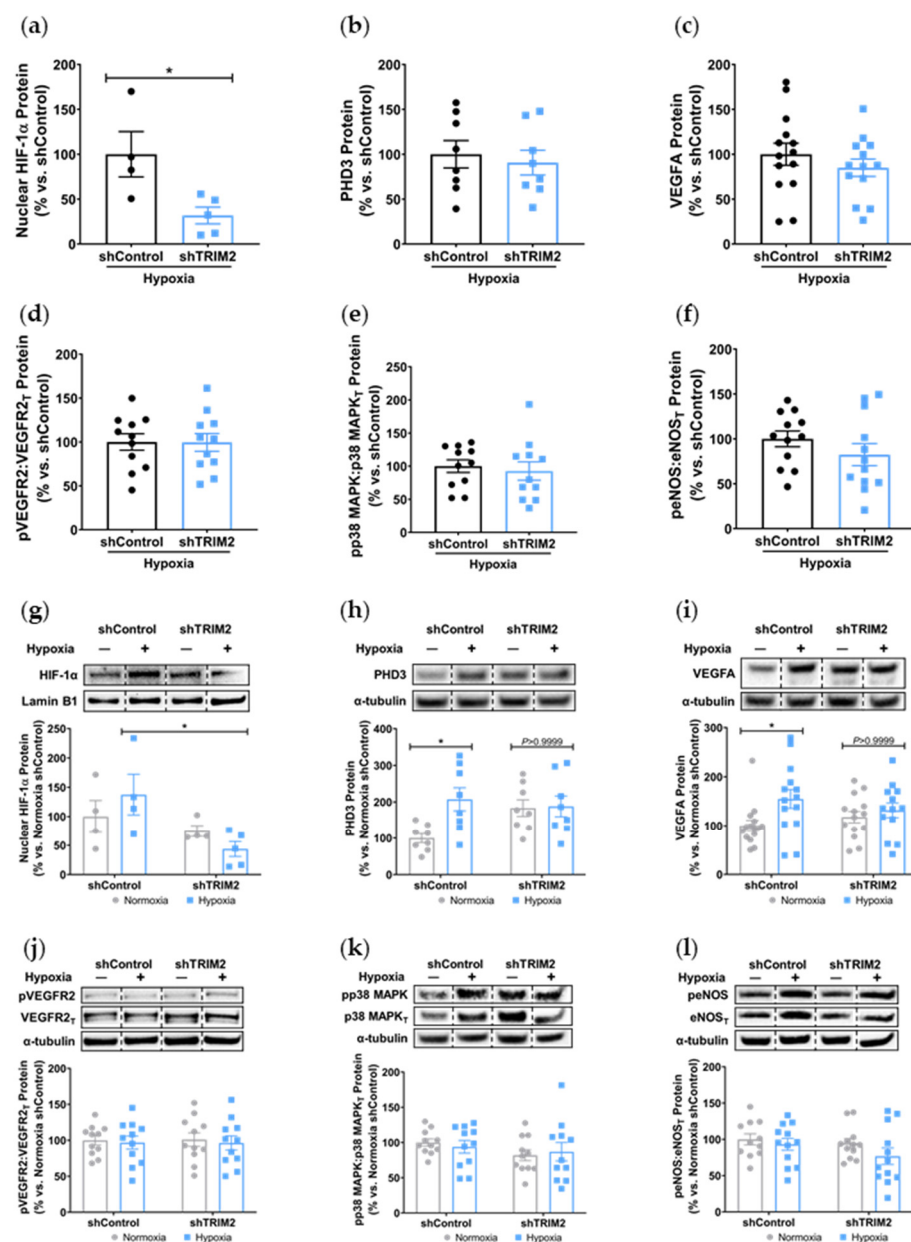 (a)
Nuclear HIF-1α Protein
(% vs. shControl)
200
150
100
50
0
*
shControl shTRIM2
Hypoxia
(b)
PHD3 Protein
(% vs. shControl)
200
150
100
50
0
shControl shTRIM2
Hypoxia
(c)
VEGFA Protein
(% vs. shControl)
200
150
100
50
0
shControl shTRIM2
Hypoxia
(d)
pVEGFR2:VEGFR2T Protein
(% vs. shControl)
200
150
100
50
0
shControl shTRIM2
Hypoxia
(e)
pp38 MAPK:p38 MAPKT Protein
(% vs. shControl)
250
200
150
100
50
0
shControl shTRIM2
Hypoxia
(f)
peNOS:eNOST Protein
(% vs. shControl)
200
150
100
50
0
shControl shTRIM2
Hypoxia
(g)
shControl shTRIM2
Hypoxia — + — +
HIF-1α
Lamin B1
Nuclear HIF-1α Protein
(% vs. Normoxia shControl)
250
200
150
100
50
0
*
shControl shTRIM2
Normoxia Hypoxia
(h)
shControl shTRIM2
Hypoxia — + — +
PHD3
α-tubulin
PHD3 Protein
(% vs. Normoxia shControl)
400
300
200
100
0
*
P>0.9999
shControl shTRIM2
Normoxia Hypoxia
(i)
shControl shTRIM2
Hypoxia — + — +
VEGFA
α-tubulin
VEGFA Protein
(% vs. Normoxia shControl)
300
200
100
0
*
P>0.9999
shControl shTRIM2
Normoxia Hypoxia
(j)
shControl shTRIM2
Hypoxia — + — +
pVEGFR2
VEGFR2T
α-tubulin
pVEGFR2:VEGFR2T Protein
(% vs. Normoxia shControl)
200
150
100
50
0
shControl shTRIM2
Normoxia Hypoxia
(k)
shControl shTRIM2
Hypoxia — + — +
pp38 MAPK
p38 MAPKT
α-tubulin
pp38 MAPK:p38 MAPKT Protein
(% vs. Normoxia shControl)
200
150
100
50
0
shControl shTRIM2
Normoxia Hypoxia
(l)
shControl shTRIM2
Hypoxia — + — +
peNOS
eNOST
α-tubulin
peNOS:eNOST Protein
(% vs. Normoxia shControl)
200
150
100
50
0
shControl shTRIM2
Normoxia Hypoxia